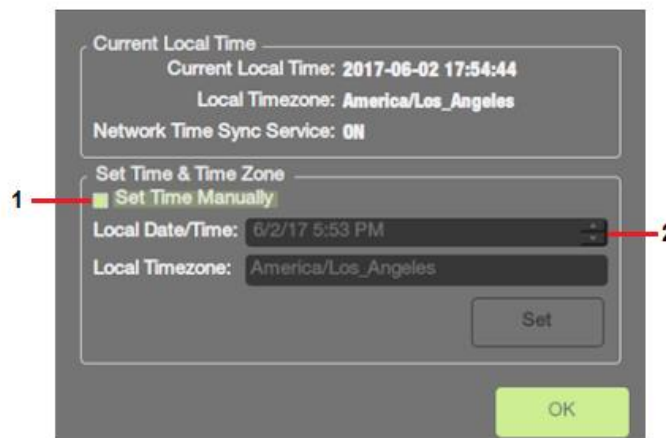 Current Local Time
Current Local Time: 2017-06-02 17:54:44
Local Timezone: America/Los_Angeles
Network Time Sync Service: ON
Set Time & Time Zone
1
Set Time Manually
Local Date/Time: 6/2/17 5:53 PM
2
Local Timezone: America/Los_Angeles
Set
OK